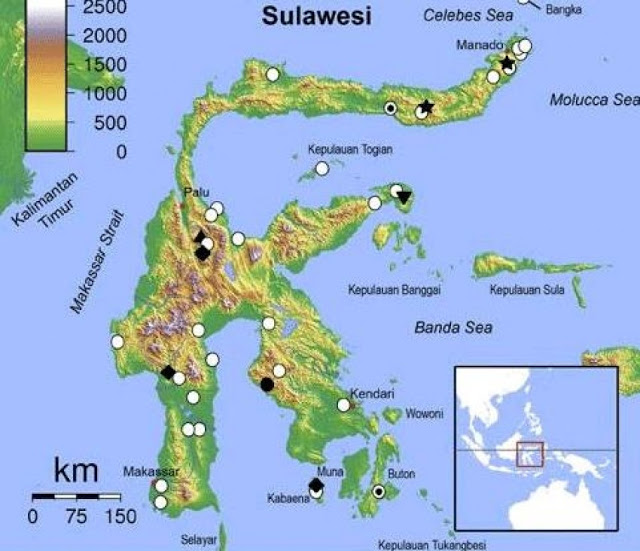 2500
2000
1500
1000
500
0
Sulawesi
Celebes Sea
Bangka
Manado
Molucca Sea
Kepulauan Togian
Kalimantan
Timur
Palu
Makassar Strait
Kepulauan Banggai
Kepulauan Sula
Banda Sea
Kendari
Wowoni
km
0 75 150
Makassar
Muna
Buton
Kabaena
Selayar
Kepulauan Tukangbesi